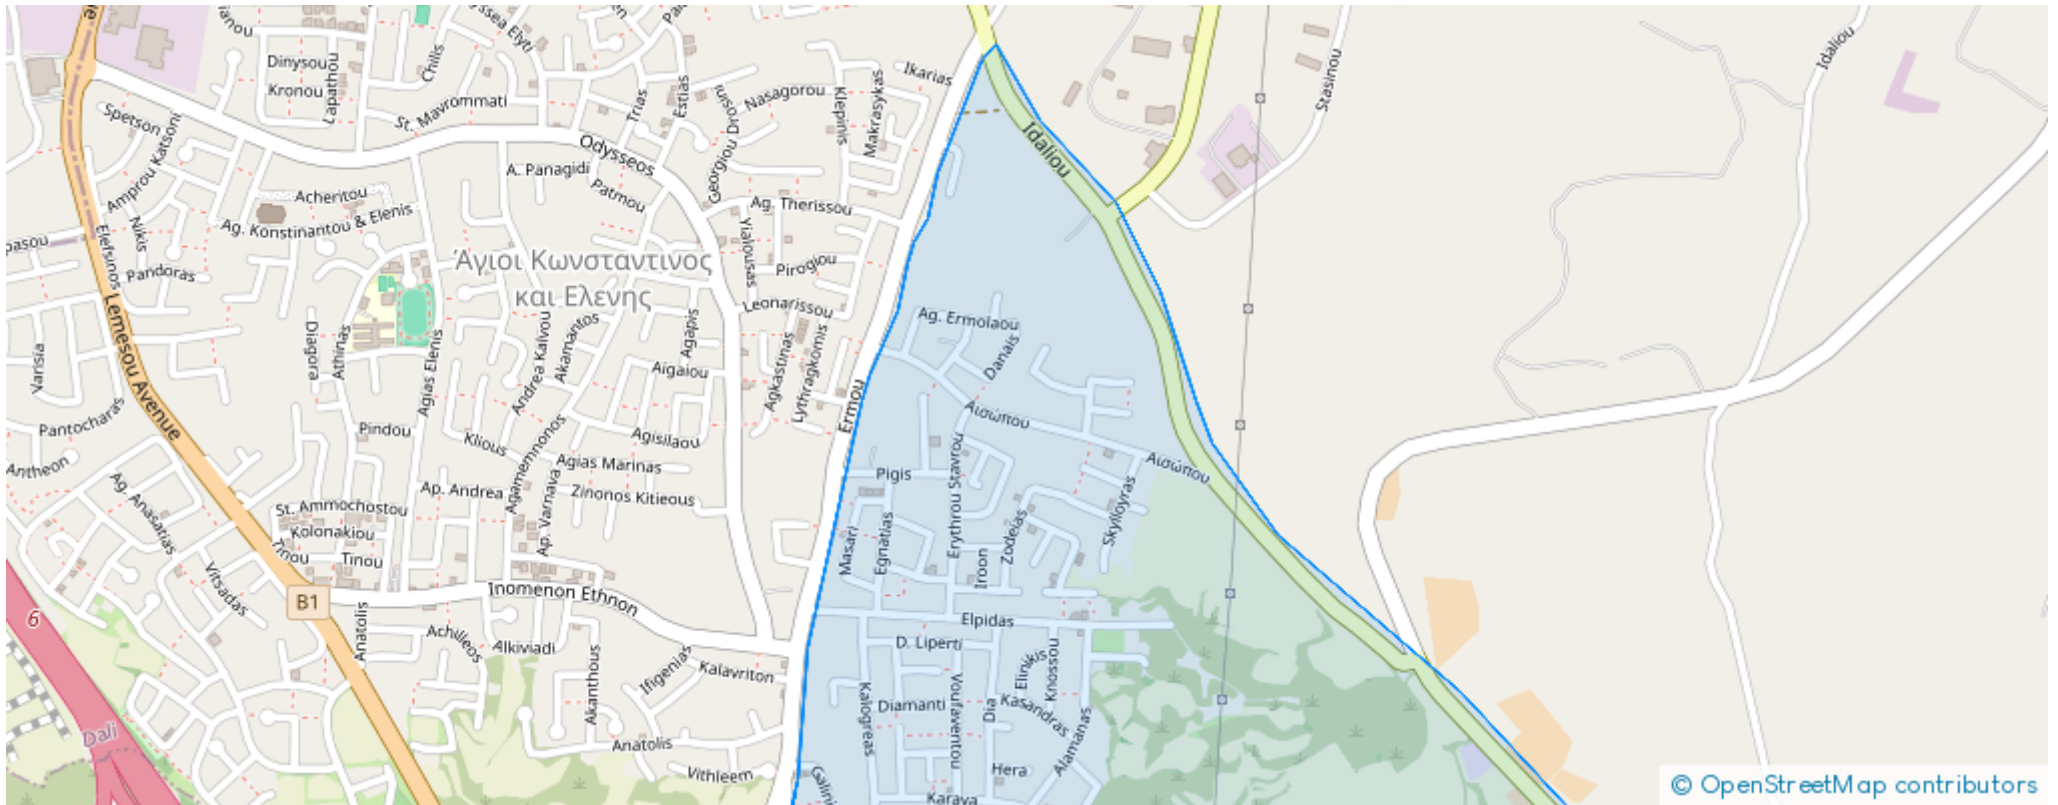 Dinysou
Kronou
Lapathou
Chilis
St. Mavrommati
Spetson
Amprou Katsoni
Nikis
Pandoras
Elefsinos
Acheritou
Ag. Konstinantou & Elenis
Trias
Estias
Nasagorou
Klepinis
Makrasykas
Ikarias
Odysseos
A. Panagidi
Patmou
Ag. Therissou
Yialousas
Pirogiou
Leonarissou
Άγιοι Κωνσταντινος
και Ελενης
Idaliou
Stasinou
Idaliou
Lemesou Avenue
Varisia
Pantocharas
Antheon
Diagora
Athinas
Agias Elenis
Andrea Kalvou
Akamantos
Agapis
Aigaiou
Agkastinas
Lythragkomis
Ermou
Ag. Ermolaou
Danais
Αισώπου
Αισώπου
Pindou
Klious
Agamemnonos
Agisilaou
Agias Marinas
Zinonos Kitieous
Ap. Andrea
Ap. Varnava
St. Ammochostou
Kolonakiou
Tinou
Tinou
Ag. Anasatias
Vitsadas
Pigis
Masari
Egnatias
Erythrou Stavrou
Iroon
Zodeias
Skylloyras
B1
Inomenon Ethnon
Anatolis
Achilleos
Alkiviadi
Akanthous
Ifigenias
Kalavriton
Anatolis
Vithleem
Elpidas
D. Liperti
Elinikis
Knossou
Kalogreas
Diamanti
Voufaventou
Dia
Kasandras
Alamanas
Hera
Karava
6
Dali
© OpenStreetMap contributors